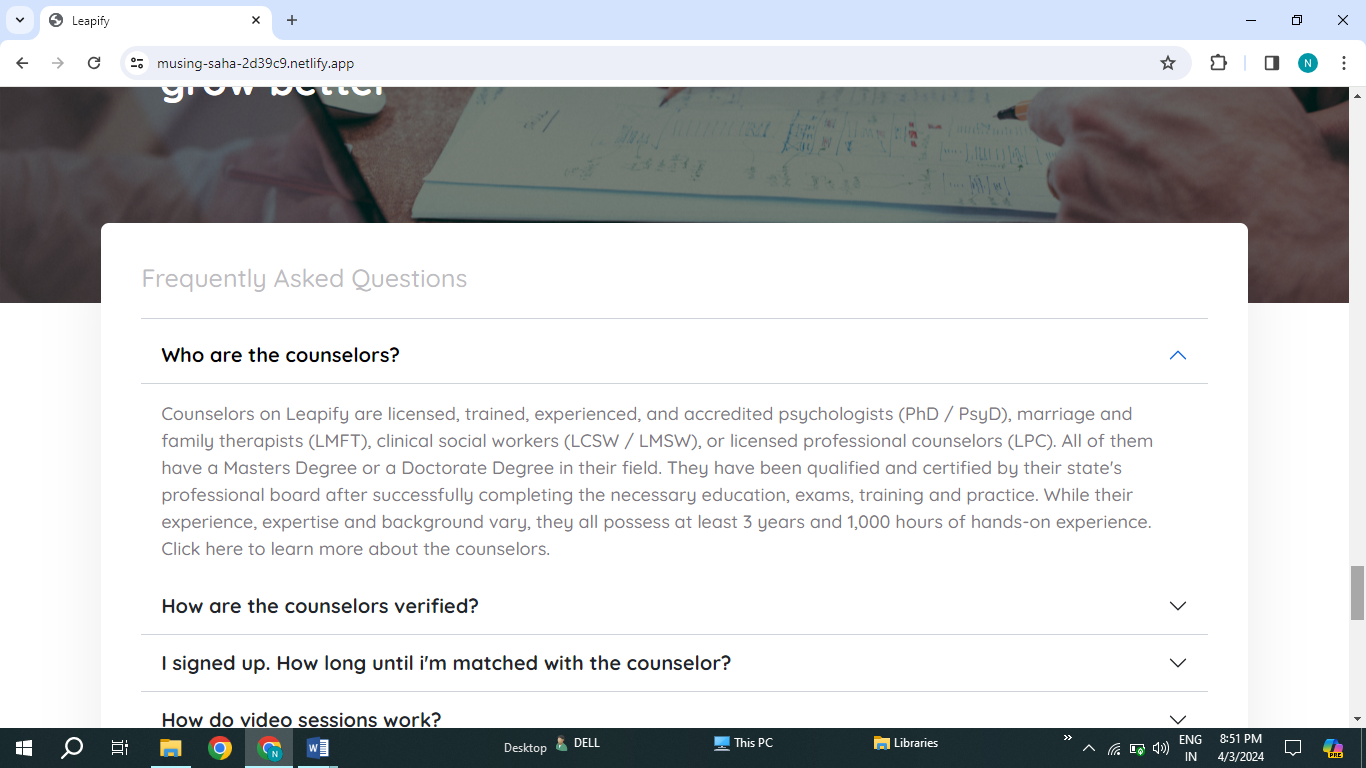 Leapify
musing-saha-2d39c9.netlify.app
N
grow better
Frequently Asked Questions
Who are the counselors?
Counselors on Leapify are licensed, trained, experienced, and accredited psychologists (PhD / PsyD), marriage and
family therapists (LMFT), clinical social workers (LCSW / LMSW), or licensed professional counselors (LPC). All of them
have a Masters Degree or a Doctorate Degree in their field. They have been qualified and certified by their state's
professional board after successfully completing the necessary education, exams, training and practice. While their
experience, expertise and background vary, they all possess at least 3 years and 1,000 hours of hands-on experience.
Click here to learn more about the counselors.
How are the counselors verified?
I signed up. How long until i'm matched with the counselor?
How do video sessions work?
N
W
Desktop
DELL
This PC
Libraries
ENG
IN
8:51 PM
4/3/2024
PRE